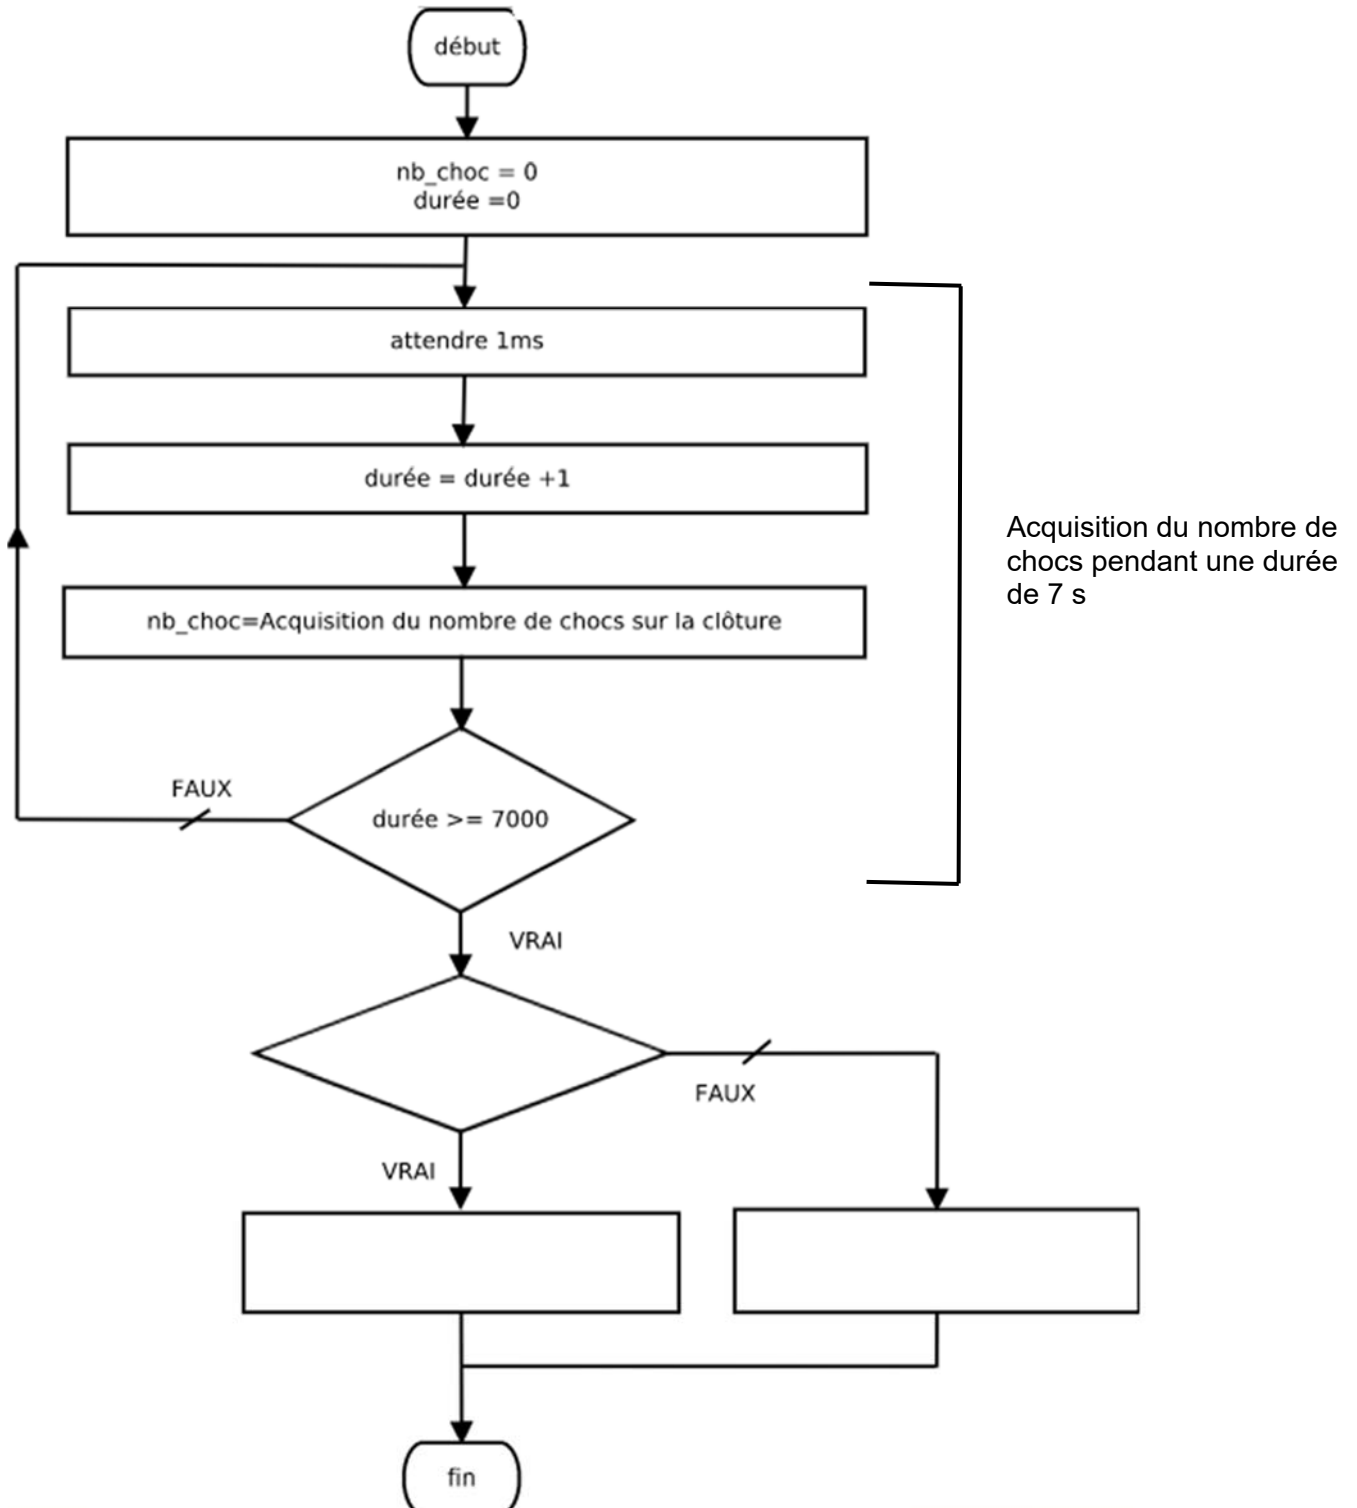 début
nb_choc = 0
durée =0
attendre 1ms
durée = durée +1
Acquisition du nombre de
chocs pendant une durée
de 7 s
nb_choc=Acquisition du nombre de chocs sur la clôture
FAUX
durée >= 7000
VRAI
FAUX
VRAI
fin